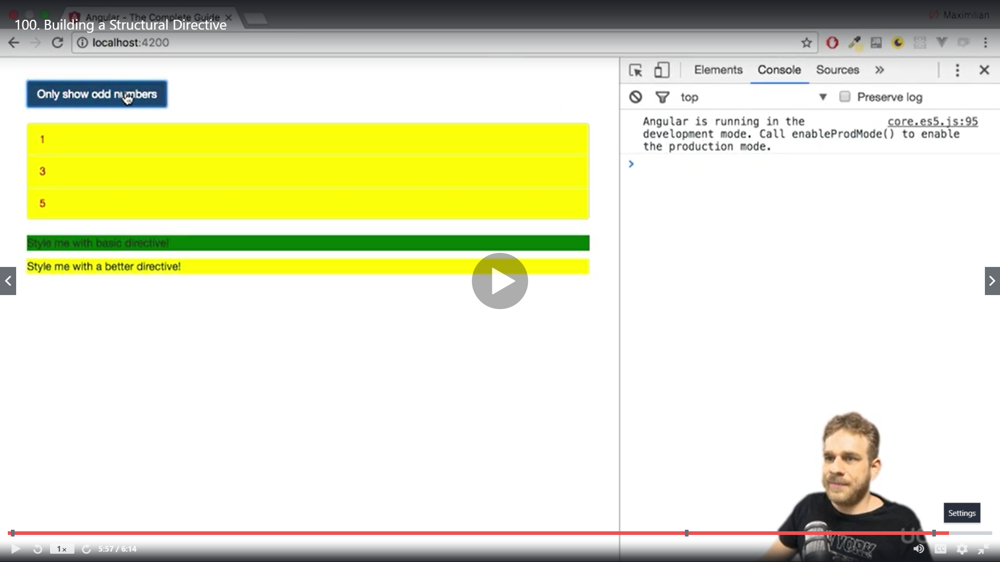 Angular - The Complete Guide
Maximilian
100. Building a Structural Directive
localhost:4200
Elements Console Sources »
Only show odd numbers
top Preserve log
1
Angular is running in the core.es5.js:95
development mode. Call enableProdMode() to enable
the production mode.
3
5
Style me with basic directive!
Style me with a better directive!
Settings
YORK
1× 5:57 / 6:14 CC